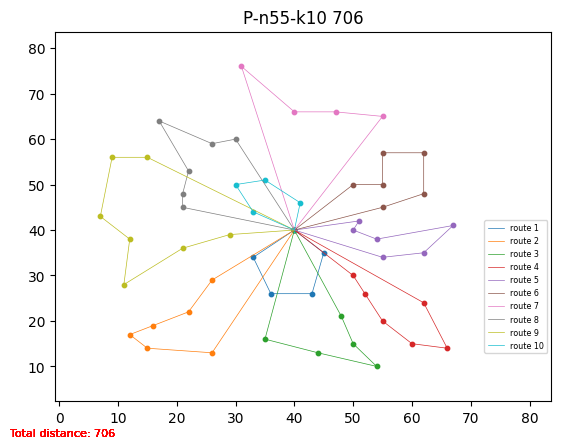 P-n55-k10 706
80
70
60
50
40
30
20
10
0 10 20 30 40 50 60 70 80
route 1
route 2
route 3
route 4
route 5
route 6
route 7
route 8
route 9
route 10
Total distance: 706